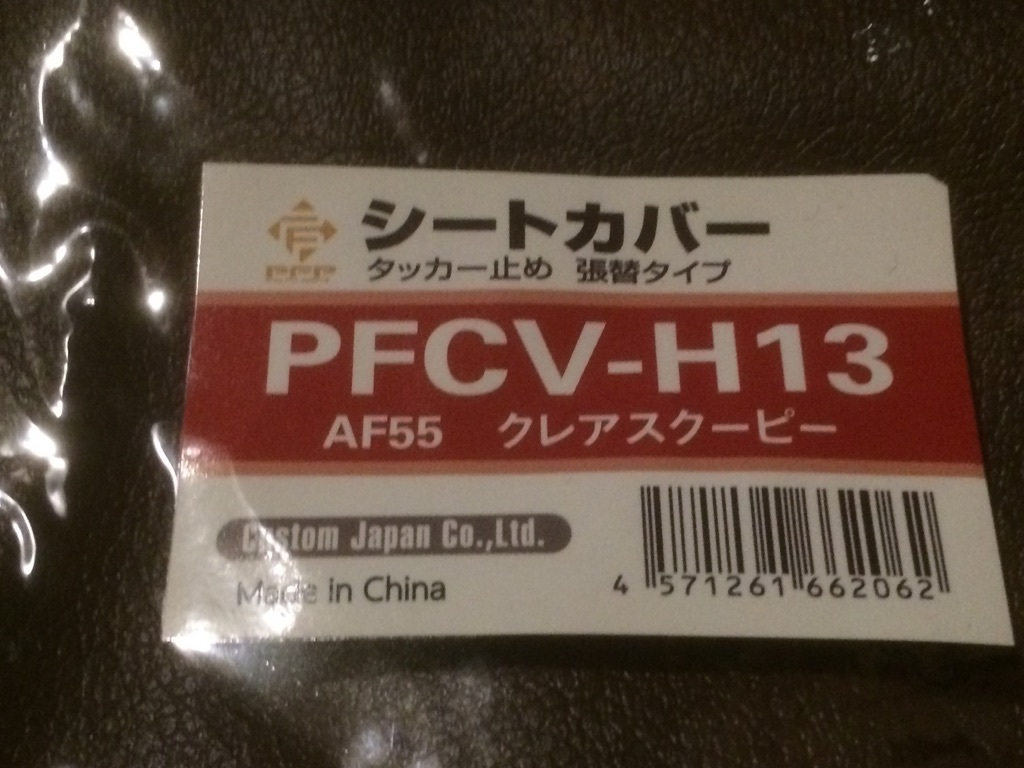 シートカバー
タッカー止め 張替タイプ
PFCV-H13
AF55 クレアスクーピー
Custom Japan Co.,Ltd.
Made in China
4 571261 662062